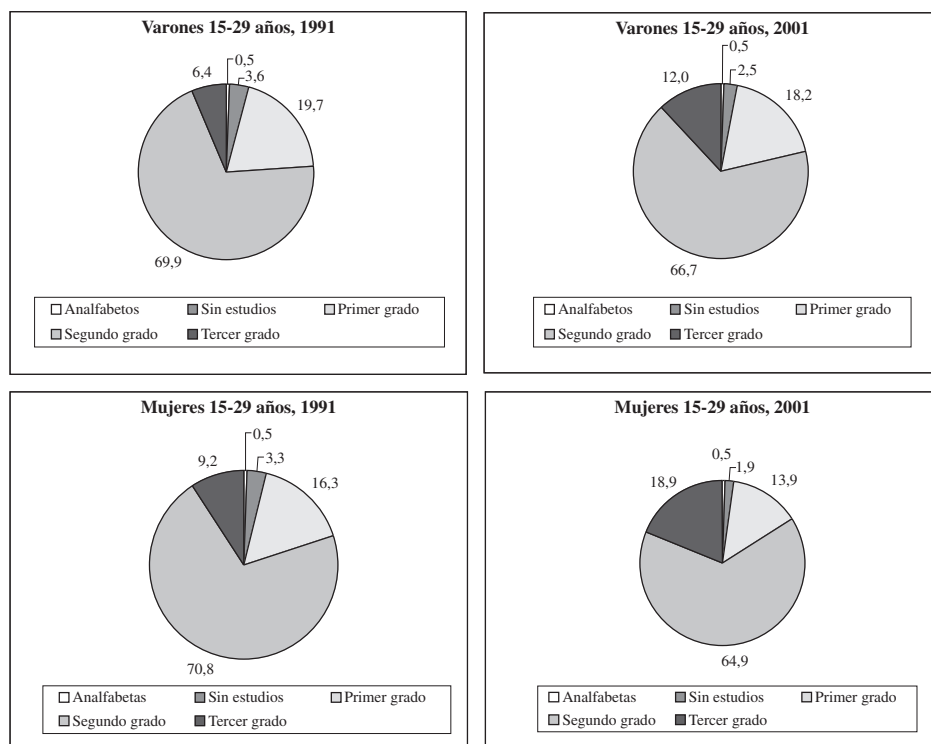 Varones 15-29 años, 1991
0,5
6,4
3,6
19,7
69,9
Analfabetos Sin estudios Primer grado
Segundo grado Tercer grado
Varones 15-29 años, 2001
0,5
12,0
2,5
18,2
66,7
Analfabetos Sin estudios Primer grado
Segundo grado Tercer grado
Mujeres 15-29 años, 1991
0,5
9,2
3,3
16,3
70,8
Analfabetas Sin estudios Primer grado
Segundo grado Tercer grado
Mujeres 15-29 años, 2001
0,5
18,9
1,9
13,9
64,9
Analfabetas Sin estudios Primer grado
Segundo grado Tercer grado